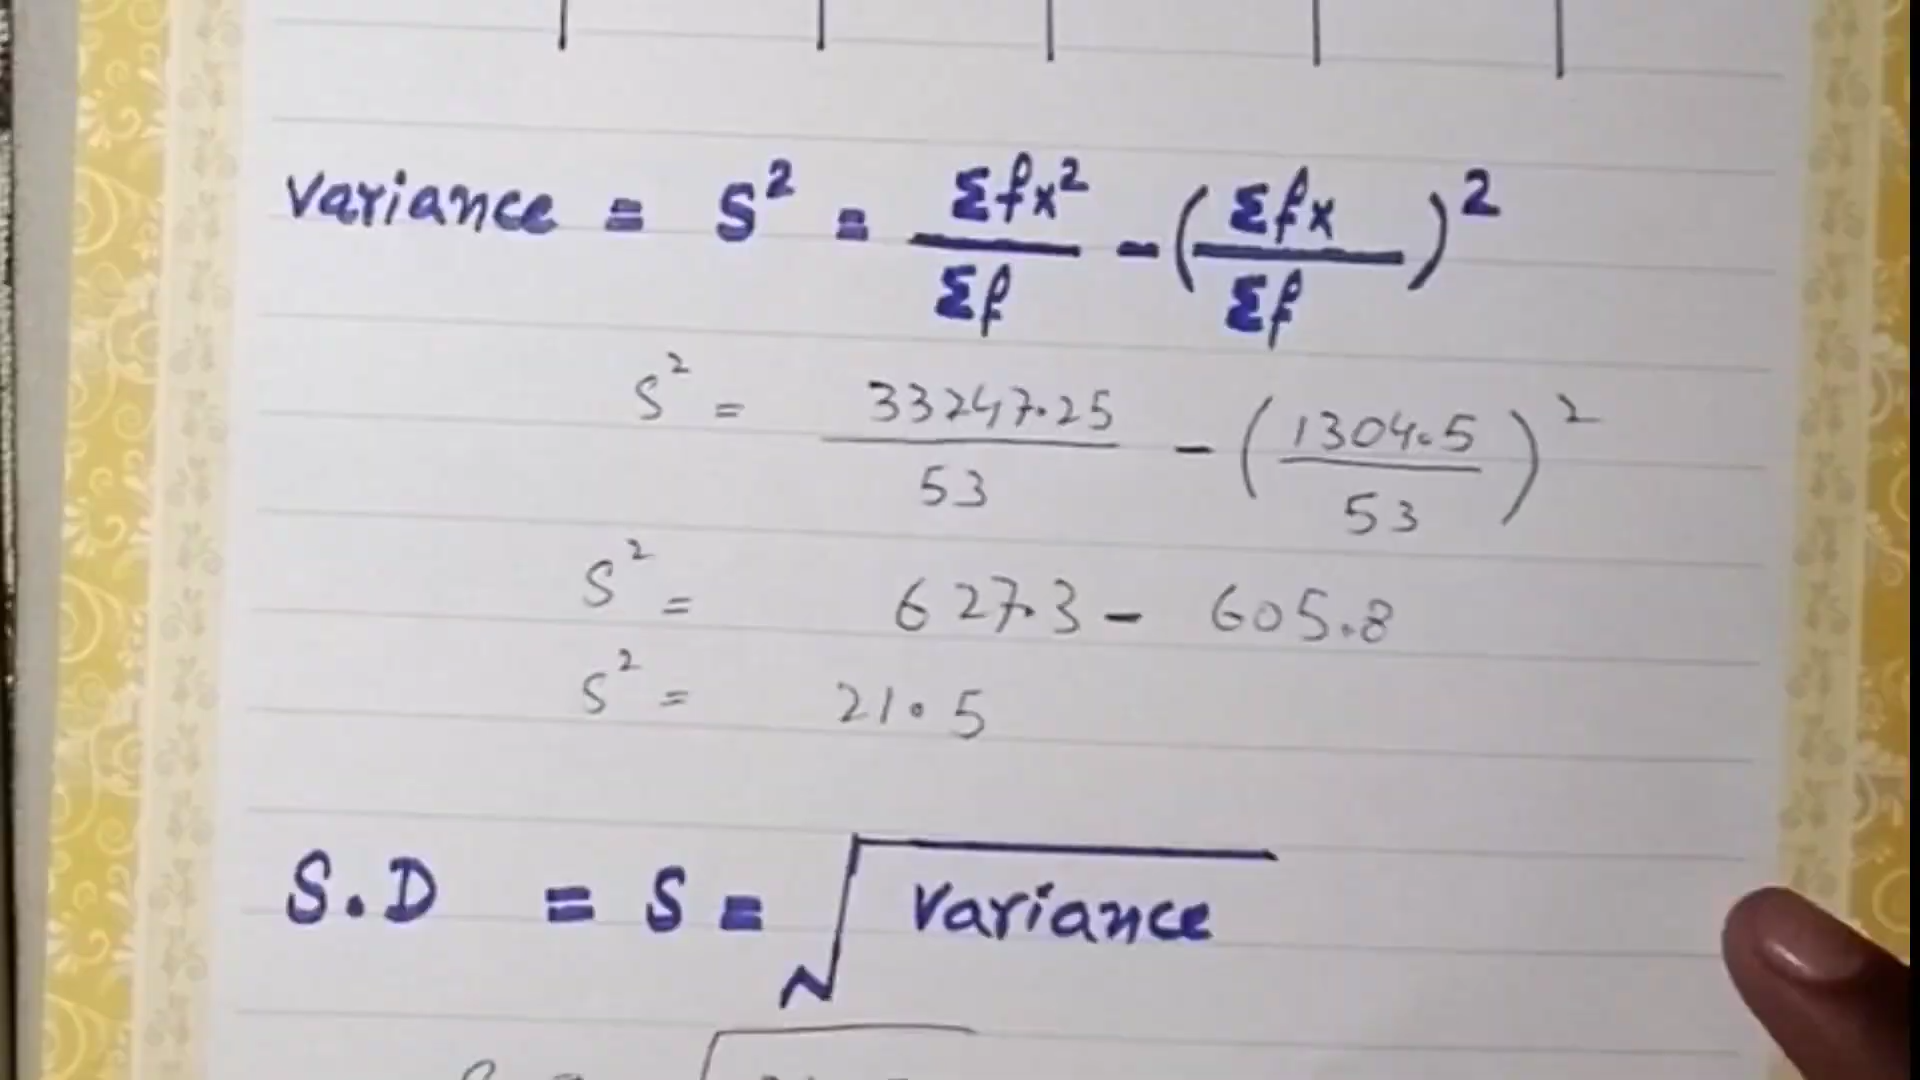 Variance = S² = Σfx²/Σf - (Σfx/Σf)²
S² = 33247.25/53 - (1304.5/53)²
S² = 627.3 - 605.8
S² = 21.5
S.D = S = √Variance